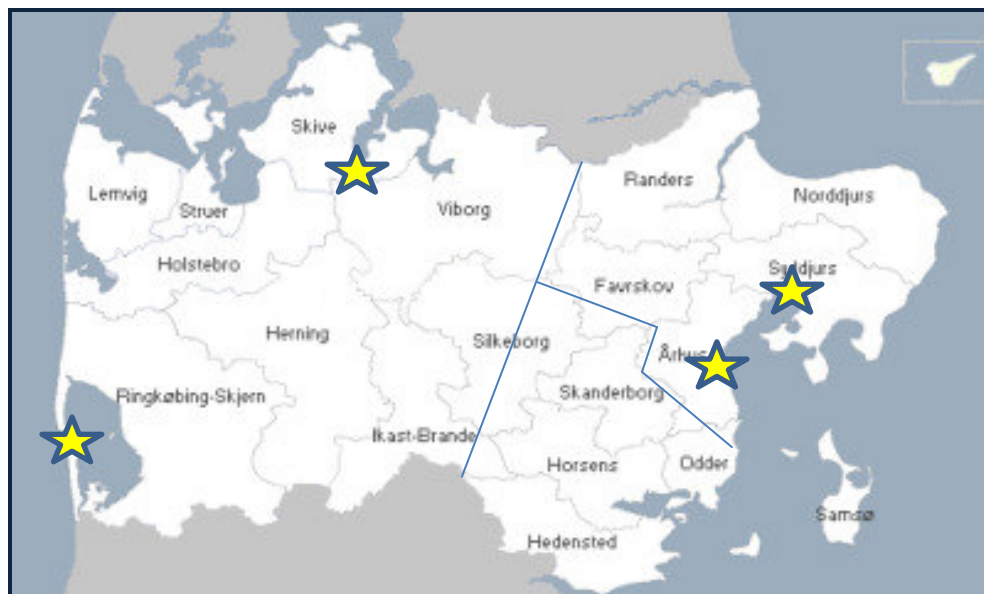 Skive
Lemvig
Struer
Viborg
Randers
Norddjurs
Holstebro
Favrskov
Syddjurs
Herning
Silkeborg
Århus
Ringkøbing-Skjern
Skanderborg
Ikast-Brande
Horsens
Odder
Samsø
Hedensted